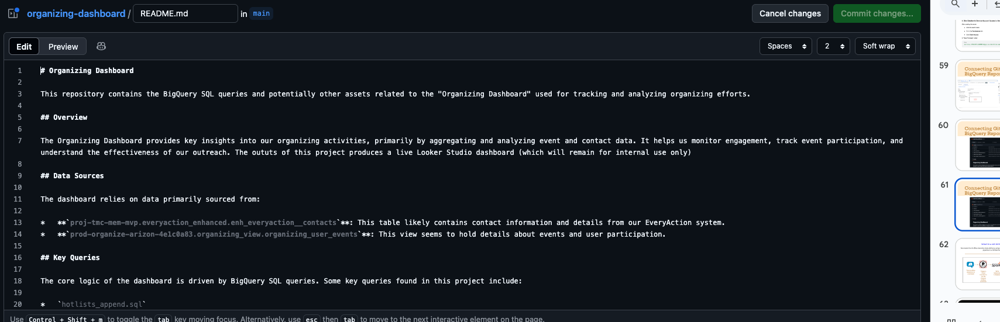 organizing-dashboard / README.md in main
Cancel changes
Commit changes...
Edit
Preview
Spaces
2
Soft wrap
1 # Organizing Dashboard
2
3 This repository contains the BigQuery SQL queries and potentially other assets related to the "Organizing Dashboard" used for tracking and analyzing organizing efforts.
4
5 ## Overview
6
7 The Organizing Dashboard provides key insights into our organizing activities, primarily by aggregating and analyzing event and contact data. It helps us monitor engagement, track event participation, and
understand the effectiveness of our outreach. The oututs of this project produces a live Looker Studio dashboard (which will remain for internal use only)
8
9 ## Data Sources
10
11 The dashboard relies on data primarily sourced from:
12
13 * **`proj-tmc-mem-mvp.everyaction_enhanced.enh_everyaction__contacts`**: This table likely contains contact information and details from our EveryAction system.
14 * **`prod-organize-arizon-4e1c0a83.organizing_view.organizing_user_events`**: This view seems to hold details about events and user participation.
15
16 ## Key Queries
17
18 The core logic of the dashboard is driven by BigQuery SQL queries. Some key queries found in this project include:
19
20 * `hotlists_append.sql`
Use Control + Shift + m to toggle the tab key moving focus. Alternatively, use esc then tab to move to the next interactive element on the page.
59
Connecting Git
BigQuery Repos
60
Connecting Git
BigQuery Repos
61
Connecting Git
BigQuery Repos
62